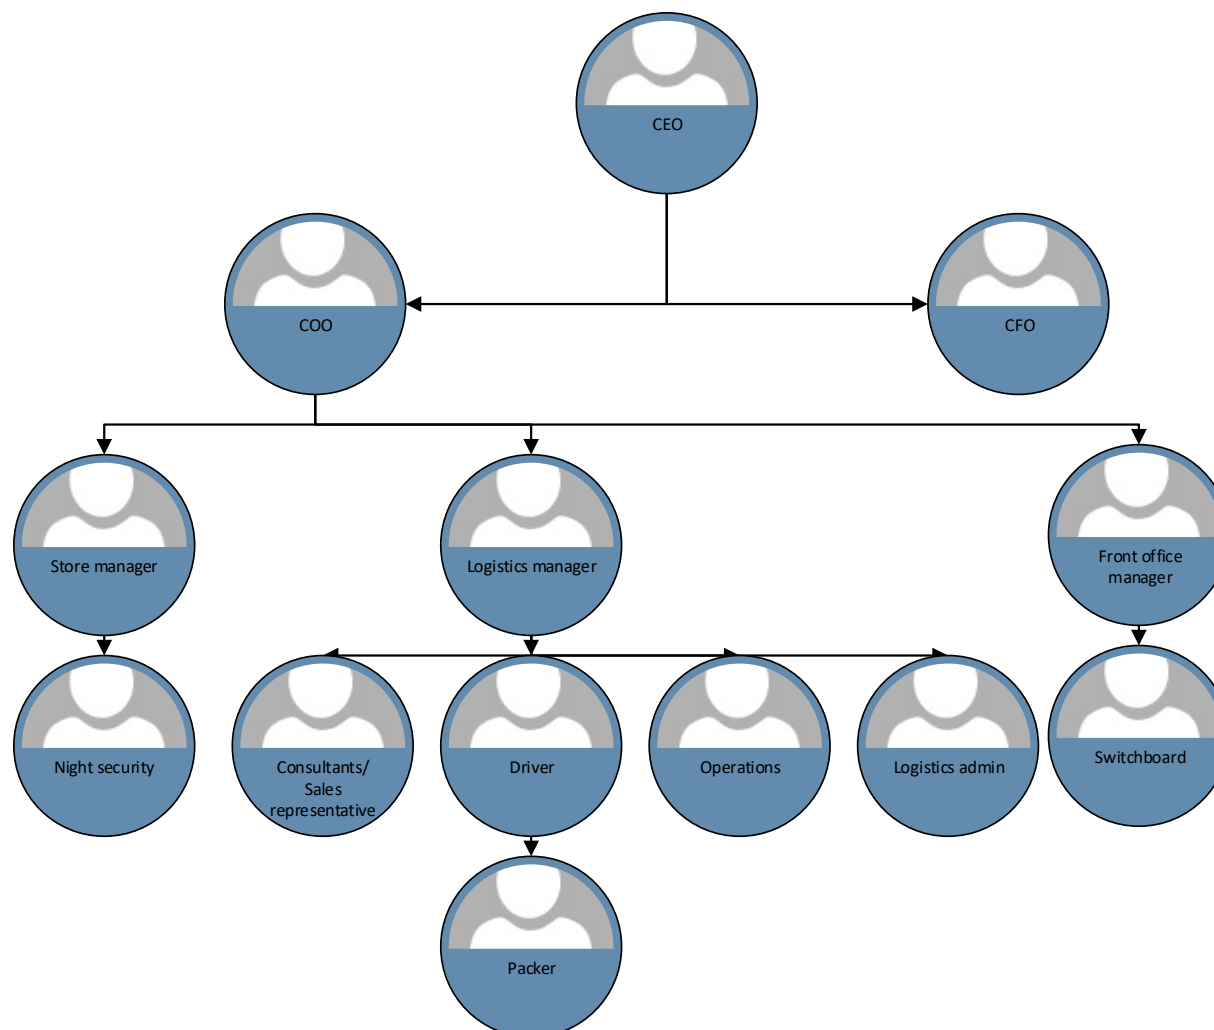 CEO
COO
CFO
Store manager
Logistics manager
Front office
manager
Night security
Consultants/
Sales
representative
Driver
Operations
Logistics admin
Switchboard
Packer